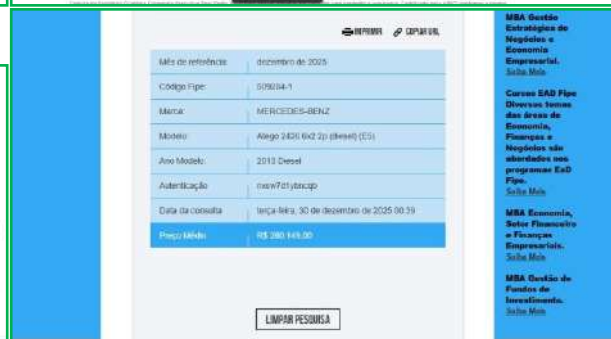 IMPRIMIR COPIAR URL
Mês de referência: dezembro de 2025
Código Fipe: 509204-1
Marca: MERCEDES-BENZ
Modelo: Atego 2426 6x2 2p (diesel) (E5)
Ano Modelo: 2013 Diesel
Autenticação
Data da consulta terça-feira, 30 de dezembro de 2025 00:39
Preço Médio R$ 280.149,00
LIMPAR PESQUISA
MBA Gestão
Estratégica de
Negócios e
Economia
Empresarial.
Saiba Mais
Cursos EAD Fipe
Diversos temas
das áreas de
Economia,
Finanças e
Negócios são
abordados nos
programas EaD
Fipe.
Saiba Mais
MBA Economia,
Setor Financeiro
e Finanças
Empresariais.
Saiba Mais
MBA Gestão de
Fundos de
Investimento.
Saiba Mais